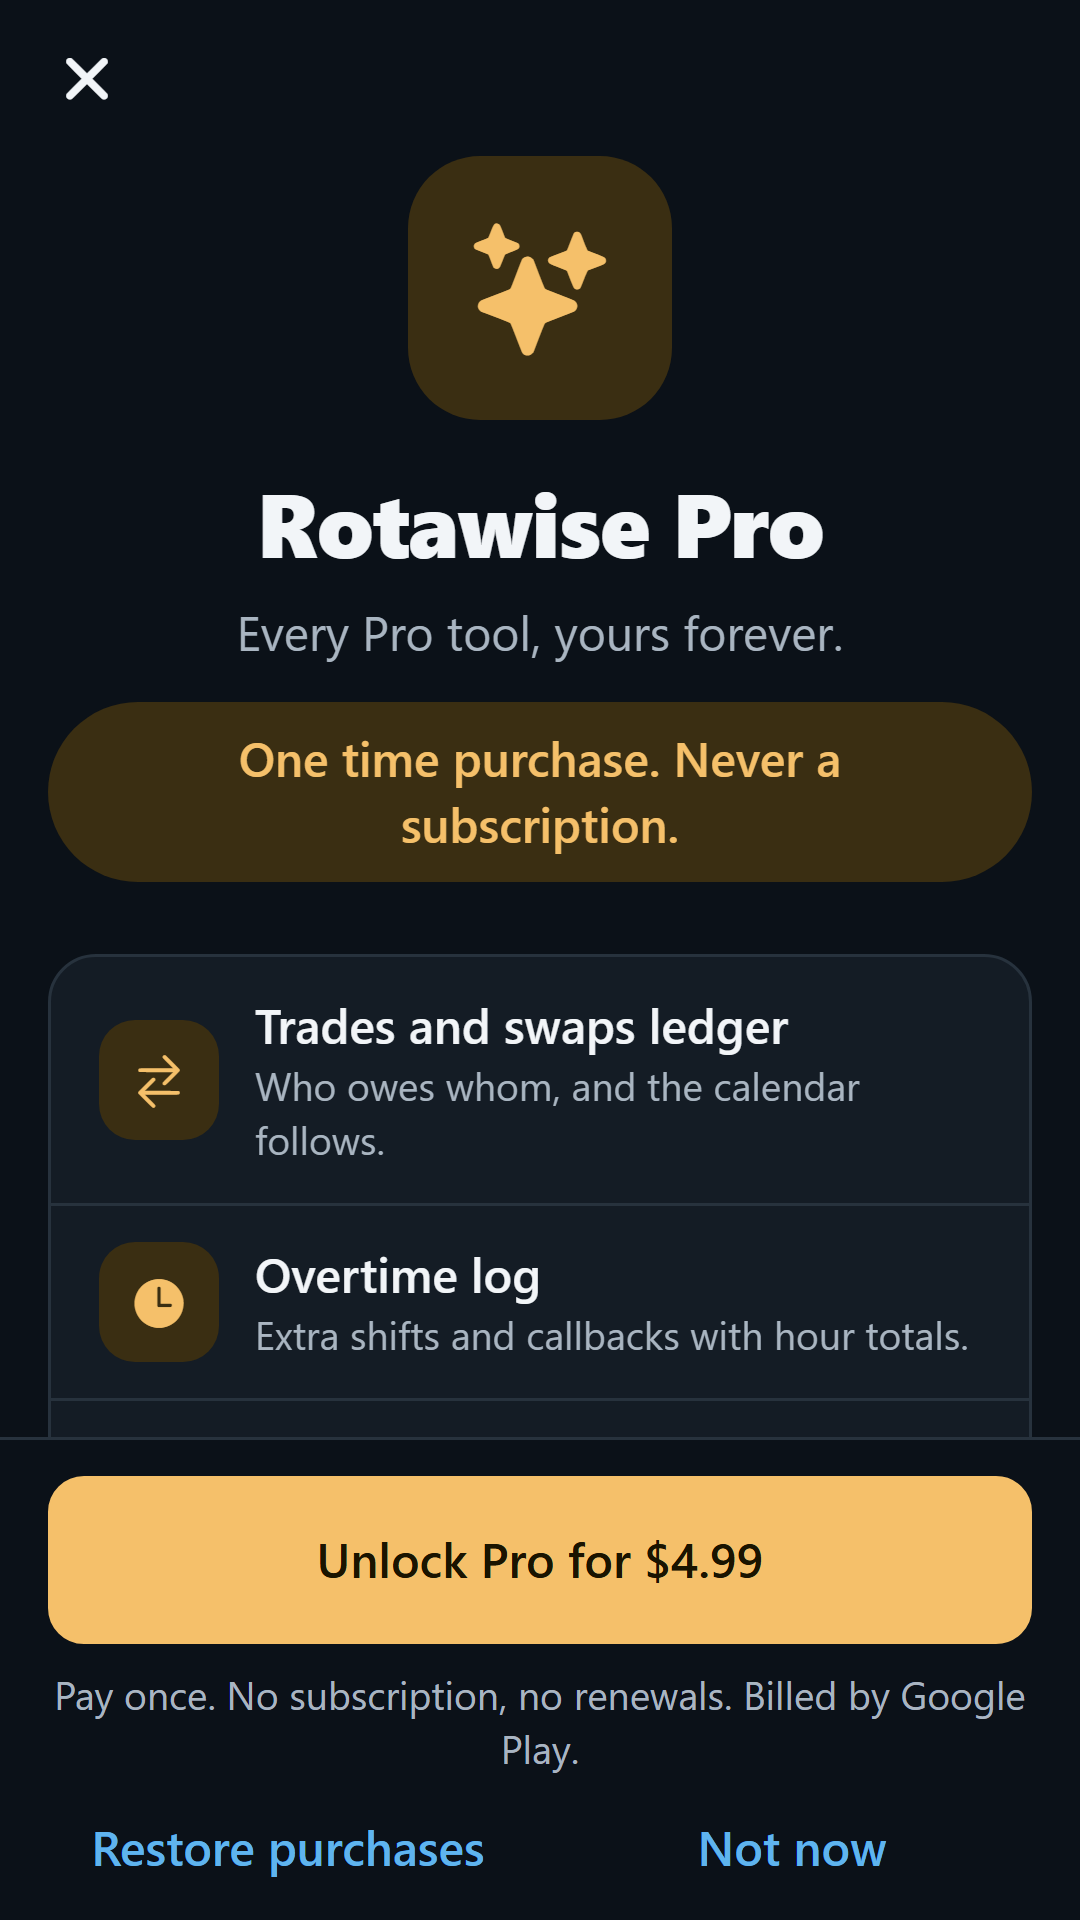 Rotawise Pro
Every Pro tool, yours forever.
One time purchase. Never a
subscription.
Trades and swaps ledger
Who owes whom, and the calendar
follows.
Overtime log
Extra shifts and callbacks with hour totals.
Unlock Pro for $4.99
Pay once. No subscription, no renewals. Billed by Google
Play.
Restore purchases
Not now